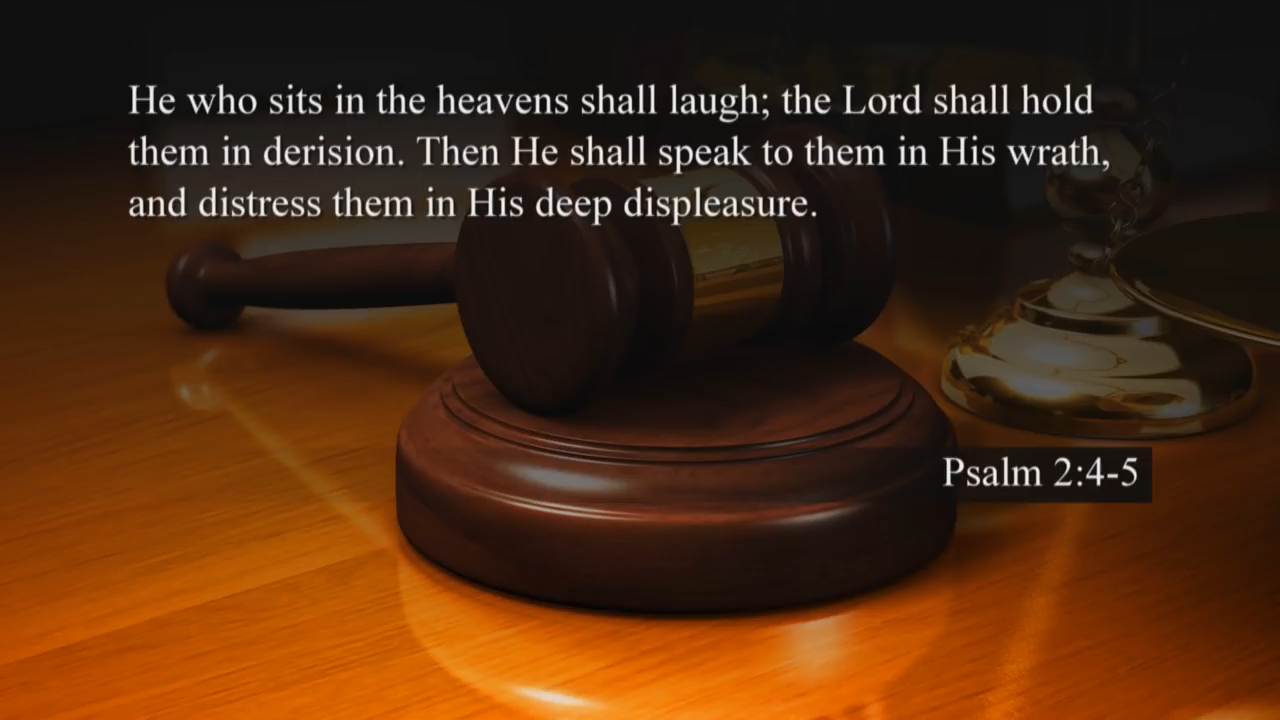 He who sits in the heavens shall laugh; the Lord shall hold
them in derision. Then He shall speak to them in His wrath,
and distress them in His deep displeasure.
Psalm 2:4-5